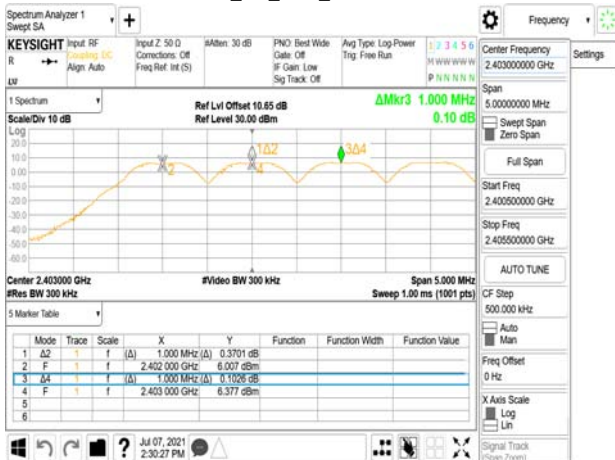 Spectrum Analyzer 1
Swept SA
Frequency
KEYSIGHT
Input: RF
Coupling: DC
Align: Auto
Input Z: 50 Ω
Corrections: Off
Freq Ref: Int (S)
#Atten: 30 dB
PNO: Best Wide
Gate: Off
IF Gain: Low
Sig Track: Off
Avg Type: Log-Power
Trig: Free Run
1 2 3 4 5 6
M W W W W W
P N N N N N
R
LXI
1 Spectrum
Scale/Div 10 dB
Ref Lvl Offset 10.65 dB
Ref Level 30.00 dBm
ΔMkr3 1.000 MHz
0.10 dB
Log
20.0
10.0
0.00
-10.0
-20.0
-30.0
-40.0
-50.0
-60.0
2
1Δ2
4
3Δ4
Center 2.403000 GHz
#Video BW 300 kHz
Span 5.000 MHz
#Res BW 300 kHz
Sweep 1.00 ms (1001 pts)
5 Marker Table
Mode Trace Scale X Y Function Function Width Function Value
1 Δ2 1 f (Δ) 1.000 MHz (Δ) 0.3701 dB
2 F 1 f 2.402 000 GHz 6.007 dBm
3 Δ4 1 f (Δ) 1.000 MHz (Δ) 0.1026 dB
4 F 1 f 2.403 000 GHz 6.377 dBm
5
6
Jul 07, 2021
2:30:27 PM
Center Frequency
2.403000000 GHz
Settings
Span
5.00000000 MHz
Swept Span
Zero Span
Full Span
Start Freq
2.400500000 GHz
Stop Freq
2.405500000 GHz
AUTO TUNE
CF Step
500.000 kHz
Auto
Man
Freq Offset
0 Hz
X Axis Scale
Log
Lin
Signal Track
(Span Zoom)